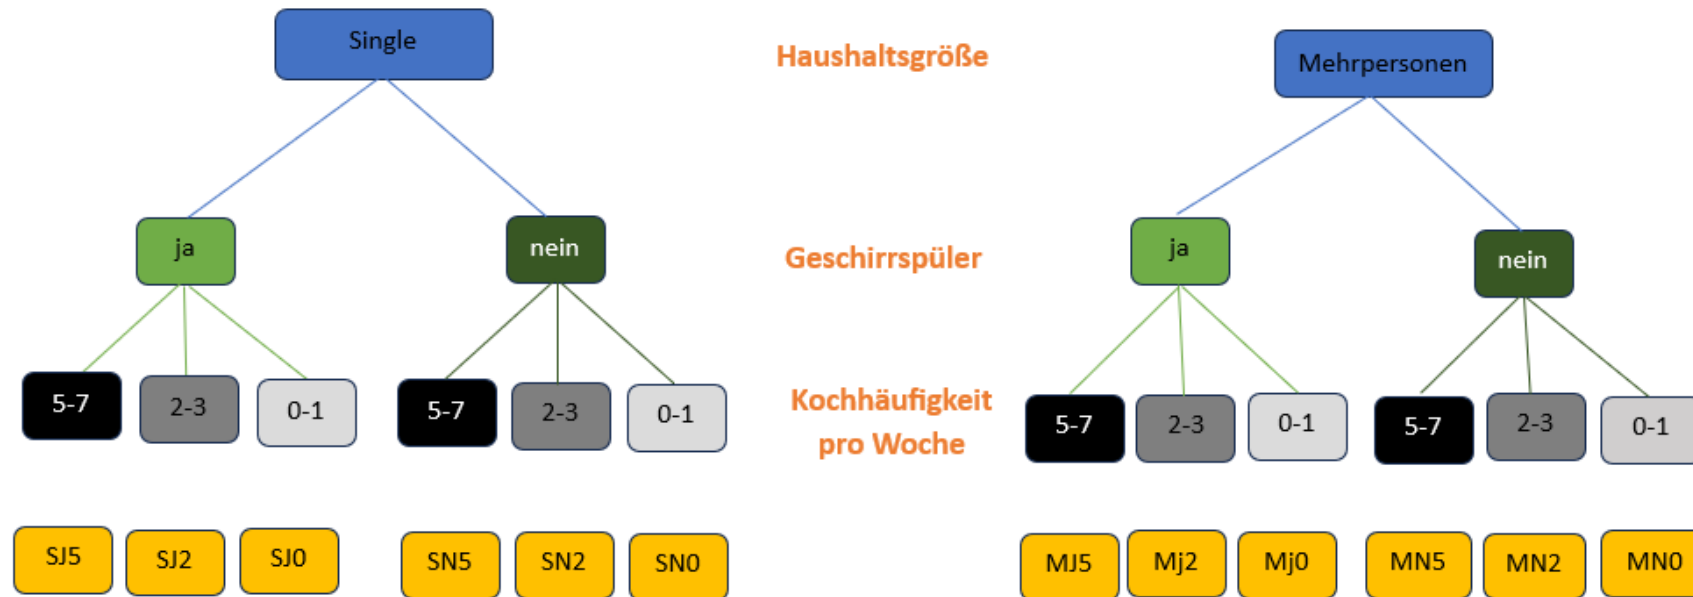 Single
Haushaltsgröße
Mehrpersonen
ja
nein
Geschirrspüler
ja
nein
5-7
2-3
0-1
5-7
2-3
0-1
Kochhäufigkeit
pro Woche
5-7
2-3
0-1
5-7
2-3
0-1
SJ5
SJ2
SJ0
SN5
SN2
SN0
MJ5
Mj2
Mj0
MN5
MN2
MN0